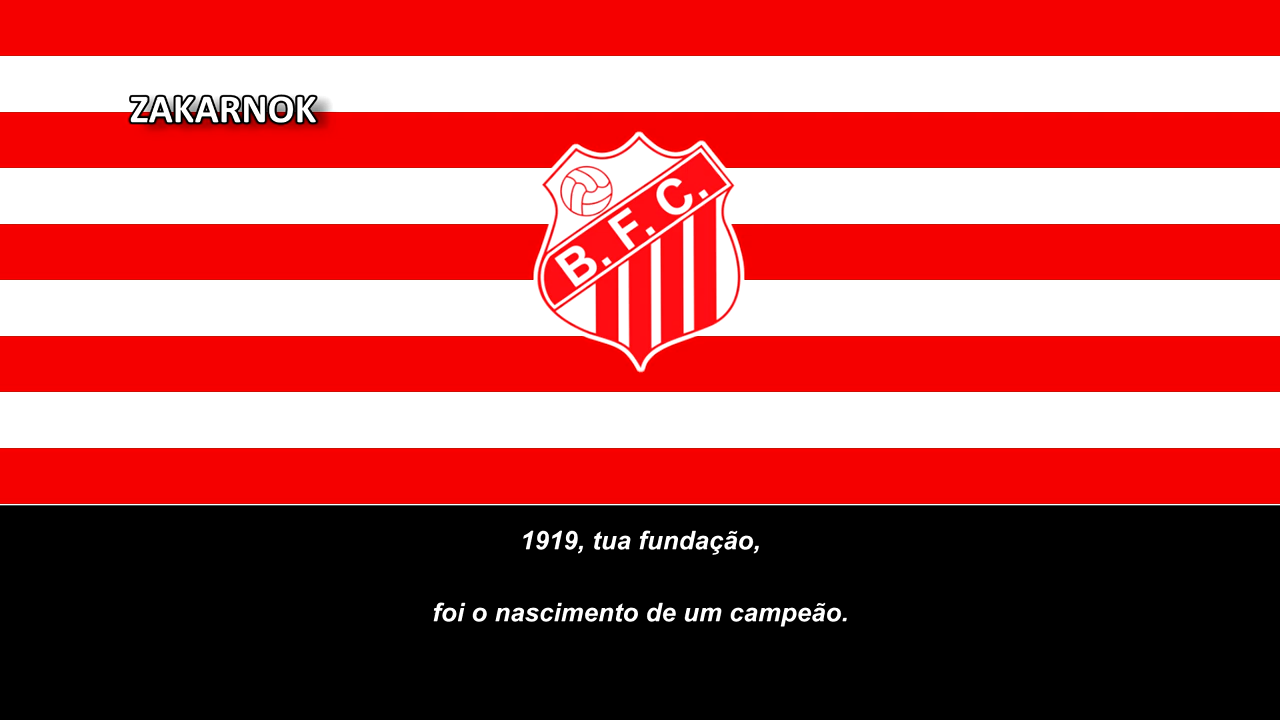 ZAKARNOK
B. F. C.
1919, tua fundação,
foi o nascimento de um campeão.